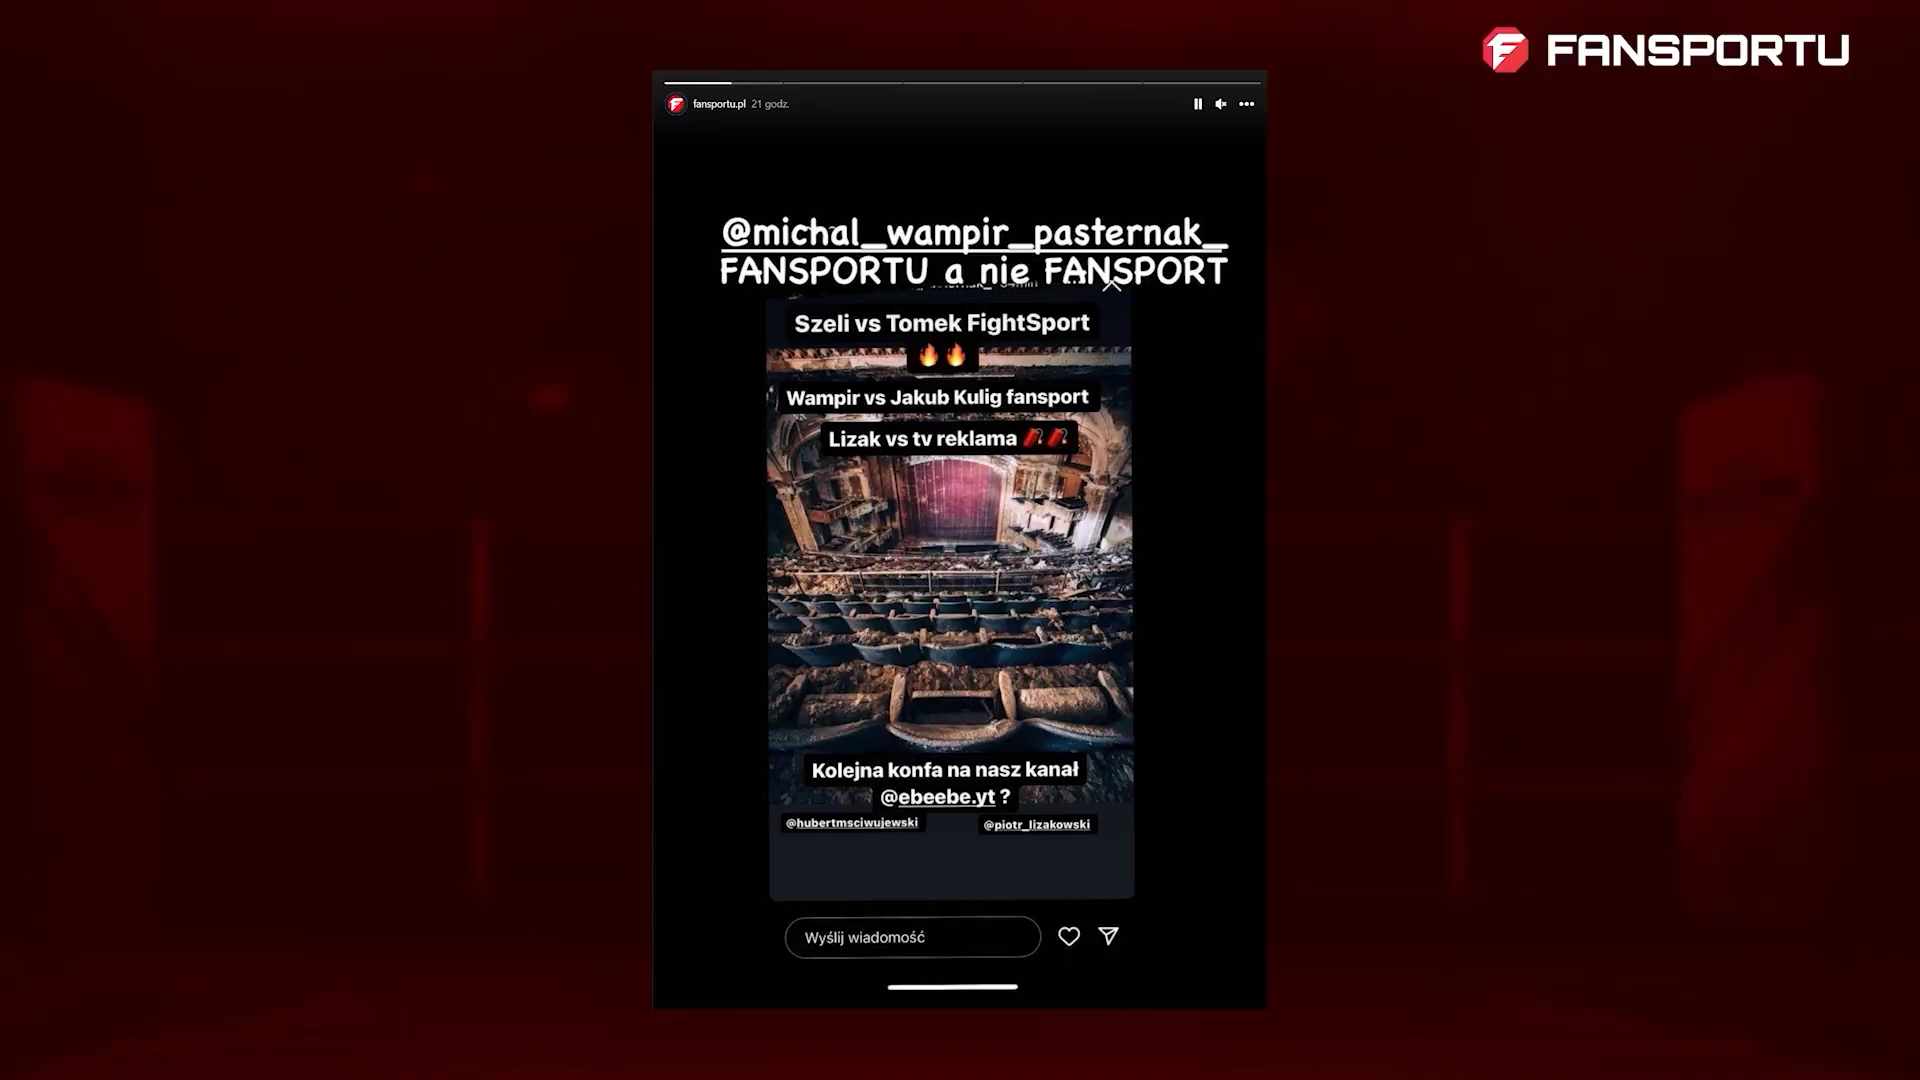 FANSPORTU
fansportu.pl 21 godz.
@michal_wampir_pasternak_
FANSPORTU a nie FANSPORT
Szeli vs Tomek FightSport
🔥🔥
Wampir vs Jakub Kulig fansport
Lizak vs tv reklama 🧨🧨
Kolejna konfa na nasz kanał
@ebeebe.yt ?
@hubertmsciwujewski @piotr_lizakowski
Wyślij wiadomość